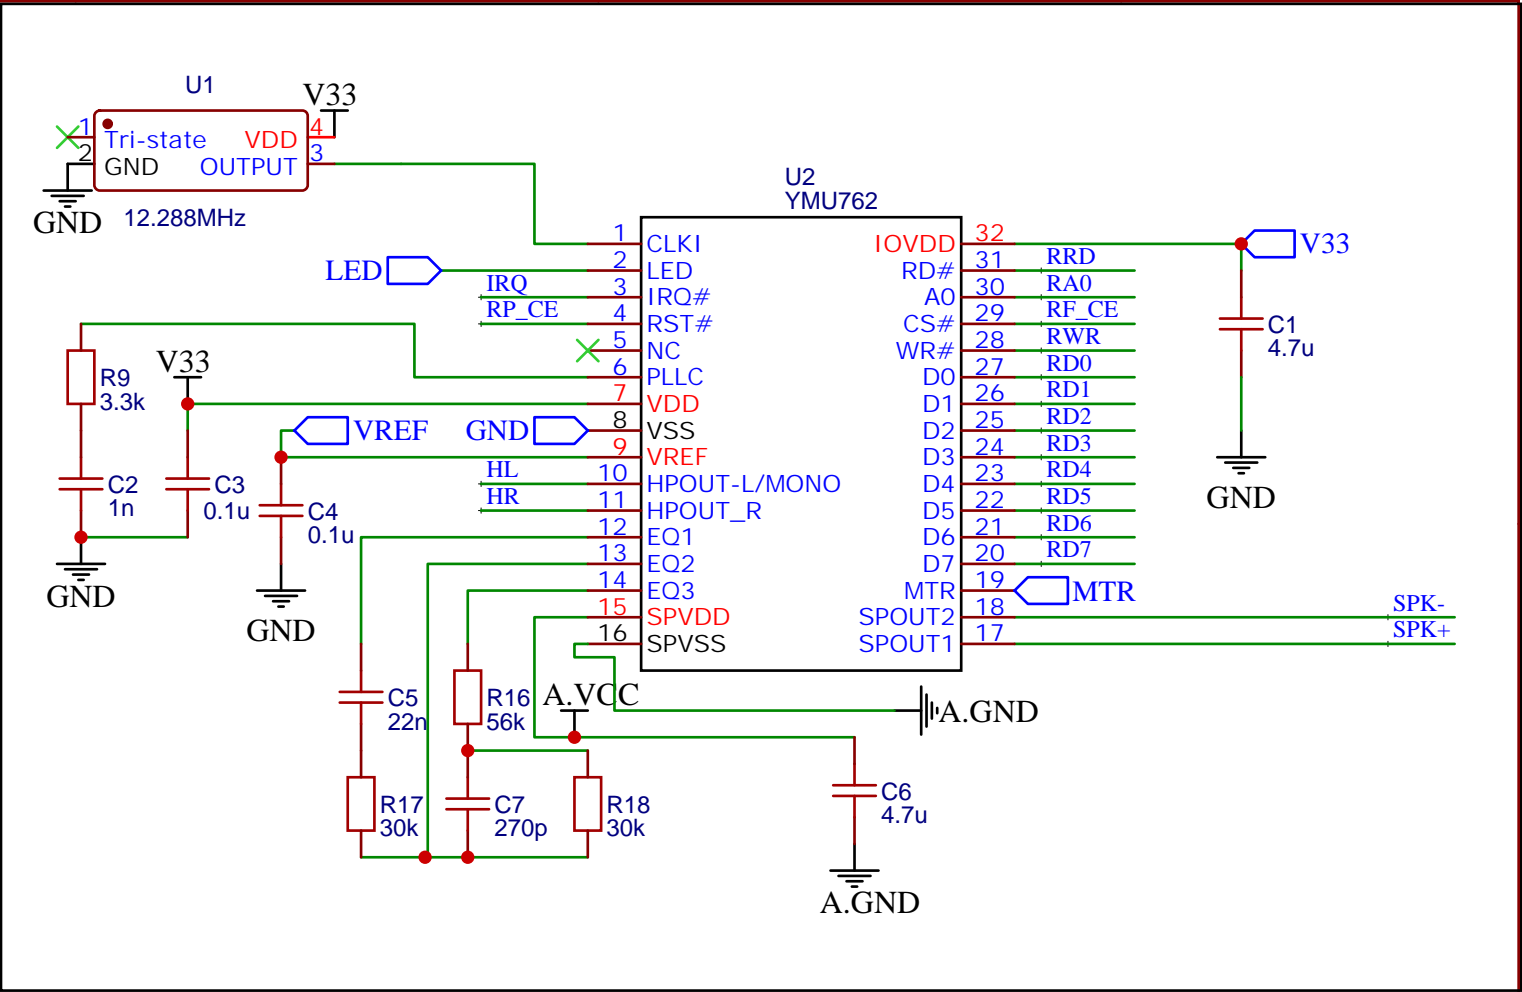 U1
V33
1
Tri-state
VDD
4
2
GND
OUTPUT
3
GND
12.288MHz
U2
YMU762
1
CLKI
IOVDD
32
V33
LED
2
LED
RD#
31
RRD
IRQ
3
IRQ#
A0
30
RA0
RP_CE
4
RST#
CS#
29
RF_CE
5
NC
WR#
28
RWR
6
PLLC
D0
27
RD0
V33
7
VDD
D1
26
RD1
VREF
GND
8
VSS
D2
25
RD2
9
VREF
D3
24
RD3
HL
10
HPOUT-L/MONO
D4
23
RD4
HR
11
HPOUT_R
D5
22
RD5
12
EQ1
D6
21
RD6
13
EQ2
D7
20
RD7
14
EQ3
MTR
19
MTR
15
SPVDD
SPOUT2
18
SPK-
16
SPVSS
SPOUT1
17
SPK+
C1
4.7u
GND
R9
3.3k
C2
1n
C3
0.1u
C4
0.1u
GND
GND
C5
22n
R16
56k
A.VCC
A.GND
R17
30k
C7
270p
R18
30k
C6
4.7u
A.GND